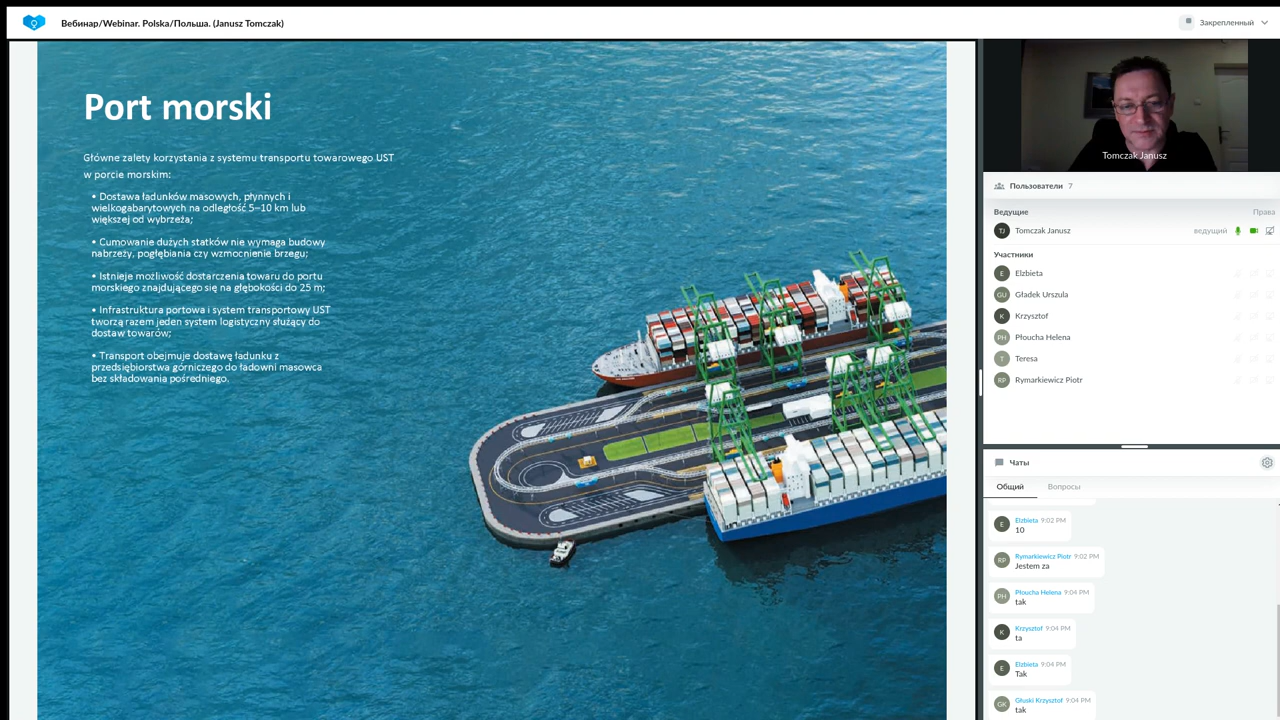 Вебинар/Webinar. Polska/Польша. (Janusz Tomczak)
Закрепленный
Port morski
Główne zalety korzystania z systemu transportu towarowego UST
w porcie morskim:
• Dostawa ładunków masowych, płynnych i
wielkogabarytowych na odległość 5–10 km lub
większej od wybrzeża;
• Cumowanie dużych statków nie wymaga budowy
nabrzeży, pogłębiania czy wzmocnienie brzegu;
• Istnieje możliwość dostarczenia towaru do portu
morskiego znajdującego się na głębokości do 25 m;
• Infrastruktura portowa i system transportowy UST
tworzą razem jeden system logistyczny służący do
dostaw towarów;
• Transport obejmuje dostawę ładunku z
przedsiębiorstwa górniczego do ładowni masowca
bez składowania pośredniego.
Tomczak Janusz
Пользователи 7
Ведущие Права
TJ Tomczak Janusz ведущий
Участники
E Elzbieta
GU Gładek Urszula
K Krzysztof
PH Płoucha Helena
T Teresa
RP Rymarkiewicz Piotr
Чаты
Общий Вопросы
E Elzbieta 9:02 PM
10
RP Rymarkiewicz Piotr 9:02 PM
Jestem za
PH Płoucha Helena 9:04 PM
tak
K Krzysztof 9:04 PM
ta
E Elzbieta 9:04 PM
Tak
GK Głuski Krzysztof 9:04 PM
tak